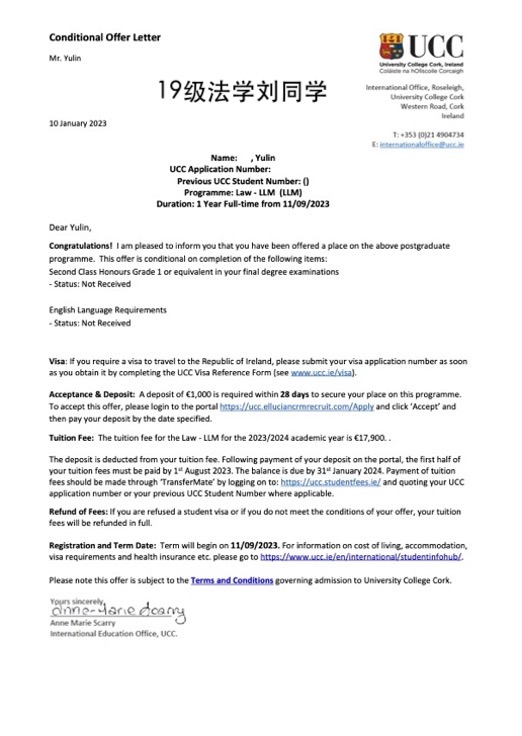 Conditional Offer Letter
Mr. Yulin
UCC
University College Cork, Ireland
Coláiste na hOllscoile Corcaigh
19级法学刘同学
International Office, Roseleigh,
University College Cork
Western Road, Cork
Ireland
10 January 2023
T: +353 (0)21 4904734
E: internationaloffice@ucc.ie
Name: , Yulin
UCC Application Number:
Previous UCC Student Number: ()
Programme: Law - LLM (LLM)
Duration: 1 Year Full-time from 11/09/2023
Dear Yulin,
Congratulations! I am pleased to inform you that you have been offered a place on the above postgraduate
programme. This offer is conditional on completion of the following items:
Second Class Honours Grade 1 or equivalent in your final degree examinations
- Status: Not Received
English Language Requirements
- Status: Not Received
Visa: If you require a visa to travel to the Republic of Ireland, please submit your visa application number as soon
as you obtain it by completing the UCC Visa Reference Form (see www.ucc.ie/visa).
Acceptance & Deposit: A deposit of €1,000 is required within 28 days to secure your place on this programme.
To accept this offer, please login to the portal https://ucc.elluciancrmrecruit.com/Apply and click 'Accept' and
then pay your deposit by the date specified.
Tuition Fee: The tuition fee for the Law - LLM for the 2023/2024 academic year is €17,900. .
The deposit is deducted from your tuition fee. Following payment of your deposit on the portal, the first half of
your tuition fees must be paid by 1st August 2023. The balance is due by 31st January 2024. Payment of tuition
fees should be made through 'TransferMate' by logging on to: https://ucc.studentfees.ie/ and quoting your UCC
application number or your previous UCC Student Number where applicable.
Refund of Fees: If you are refused a student visa or if you do not meet the conditions of your offer, your tuition
fees will be refunded in full.
Registration and Term Date: Term will begin on 11/09/2023. For information on cost of living, accommodation,
visa requirements and health insurance etc. please go to https://www.ucc.ie/en/international/studentinfohub/.
Please note this offer is subject to the Terms and Conditions governing admission to University College Cork.
Yours sincerely,
Anne-Marie Scarry
Anne Marie Scarry
International Education Office, UCC.